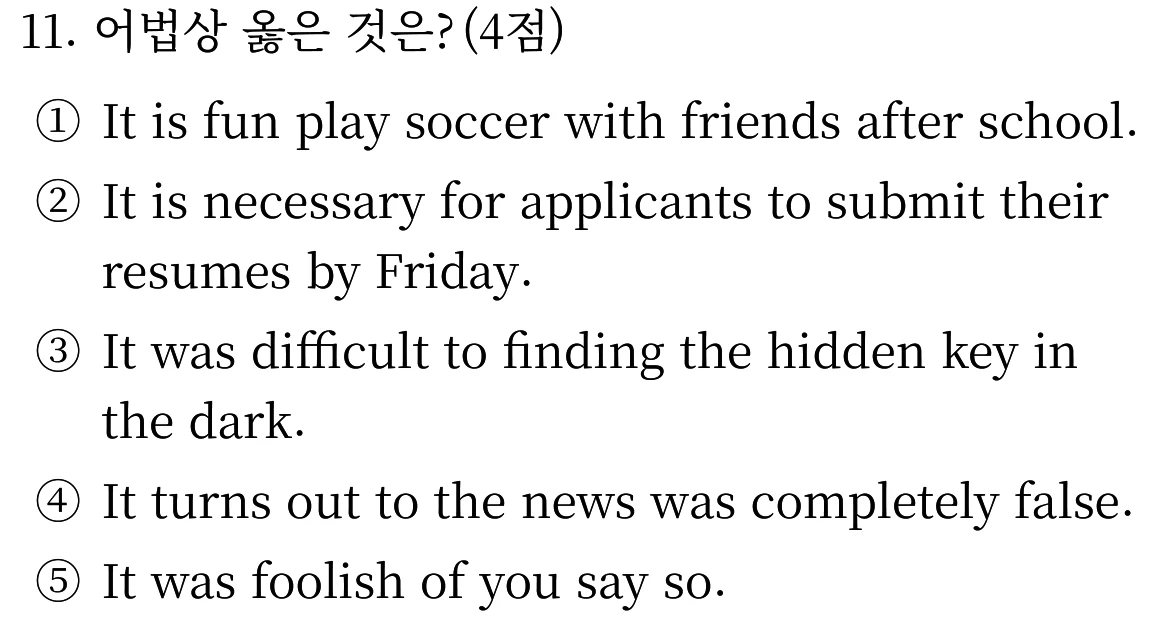 11. 어법상 옳은 것은?(4점)
① It is fun play soccer with friends after school.
② It is necessary for applicants to submit their
resumes by Friday.
③ It was difficult to finding the hidden key in
the dark.
④ It turns out to the news was completely false.
⑤ It was foolish of you say so.